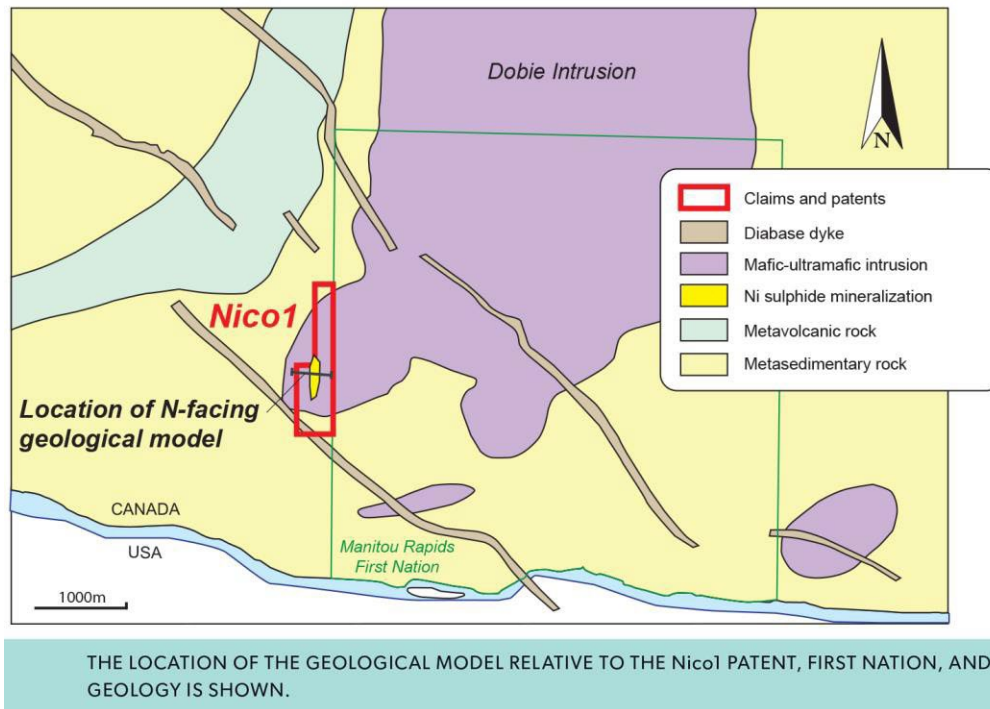 Dobie Intrusion
N
Claims and patents
Diabase dyke
Mafic-ultramafic intrusion
Ni sulphide mineralization
Metavolcanic rock
Metasedimentary rock
Nico1
Location of N-facing
geological model
CANADA
USA
Manitou Rapids
First Nation
1000m
THE LOCATION OF THE GEOLOGICAL MODEL RELATIVE TO THE Nico1 PATENT, FIRST NATION, AND
GEOLOGY IS SHOWN.